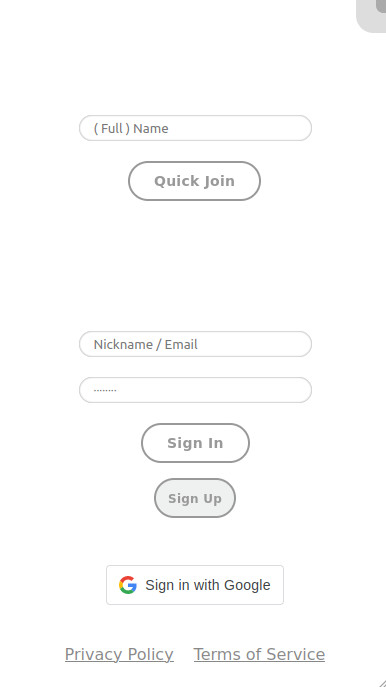 ( Full ) Name
Quick Join
Nickname / Email
········
Sign In
Sign Up
Sign in with Google
Privacy Policy Terms of Service